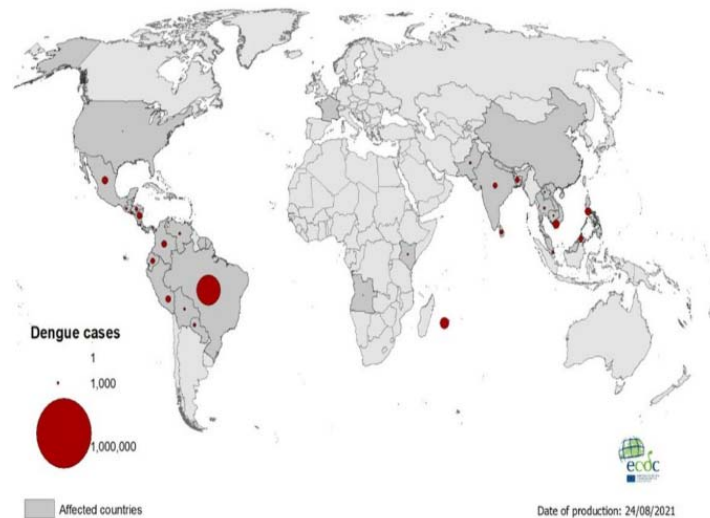 Dengue cases
1
1,000
1,000,000
ecdc
Affected countries
Date of production: 24/08/2021